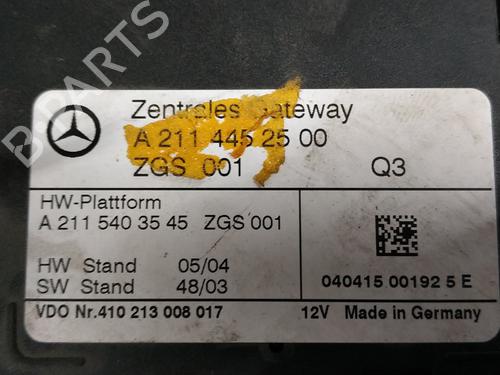 B-PARTS
Zentrales Gateway
A 211 445 25 00
ZGS 001 Q3
HW-Plattform
A 211 540 35 45 ZGS 001
HW Stand 05/04
SW Stand 48/03
040415 00192 5 E
VDO Nr.410 213 008 017 12V Made in Germany